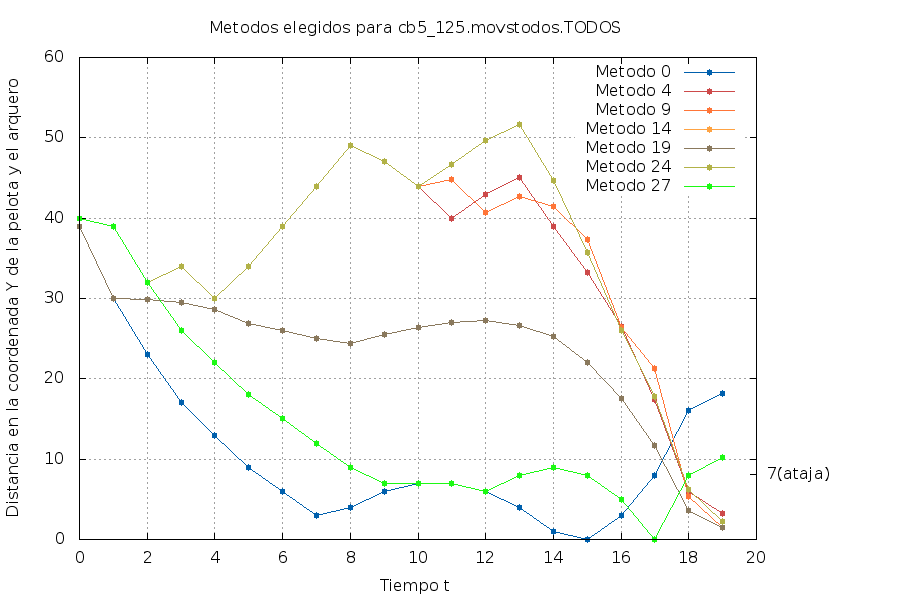 Metodos elegidos para cb5_125.movstodos.TODOS
Distancia en la coordenada Y de la pelota y el arquero
60
50
40
30
20
10
0
Metodo 0
Metodo 4
Metodo 9
Metodo 14
Metodo 19
Metodo 24
Metodo 27
7(ataja)
0 2 4 6 8 10 12 14 16 18 20
Tiempo t